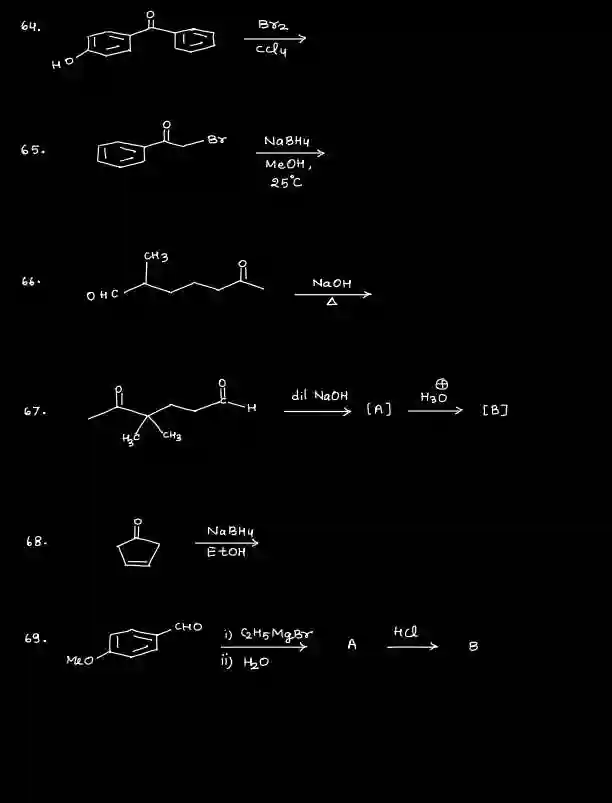 64.
O
HO
Br2
CCl4
65.
O
Br
NaBH4
MeOH,
25°C
66.
CH3
OHC
O
NaOH
Δ
67.
O
O
C
H
H3C
CH3
dil NaOH
[A]
⊕
H3O
[B]
68.
O
NaBH4
EtOH
69.
CHO
MeO
i) C2H5MgBr
ii) H2O
A
HCl
B